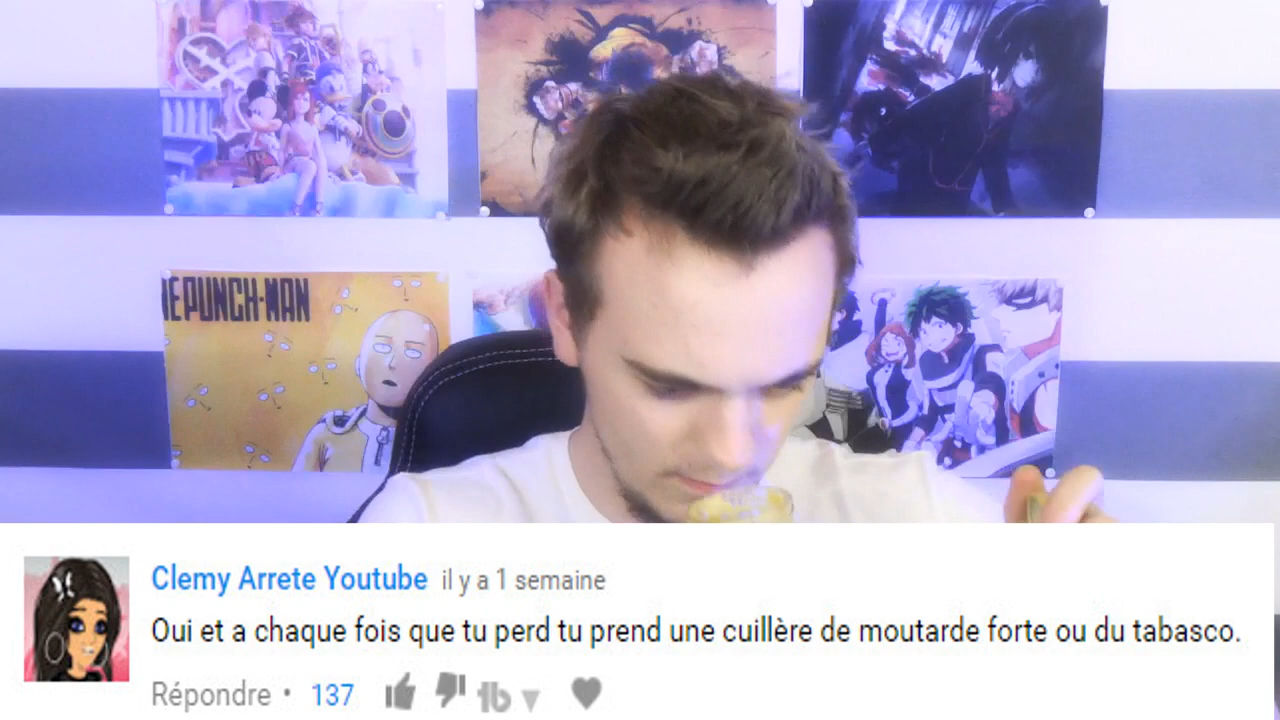 EPUNCH-MAN
Clemy Arrete Youtube il y a 1 semaine
Oui et a chaque fois que tu perd tu prend une cuillère de moutarde forte ou du tabasco.
Répondre • 137